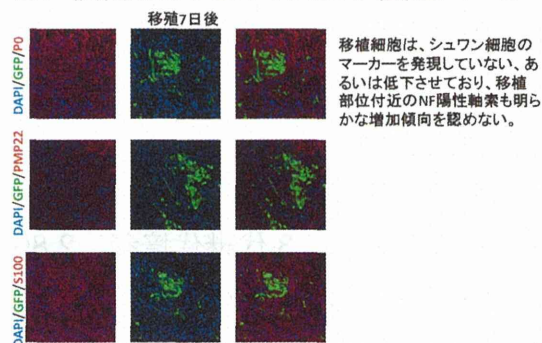 移殖7日後
DAPI/GFP/P0
移植細胞は、シュワン細胞の
マーカーを発現していない、あ
るいは低下させており、移植
部位付近のNF陽性軸索も明ら
かな増加傾向を認めない。
DAPI/GFP/PMP22
DAPI/GFP/S100